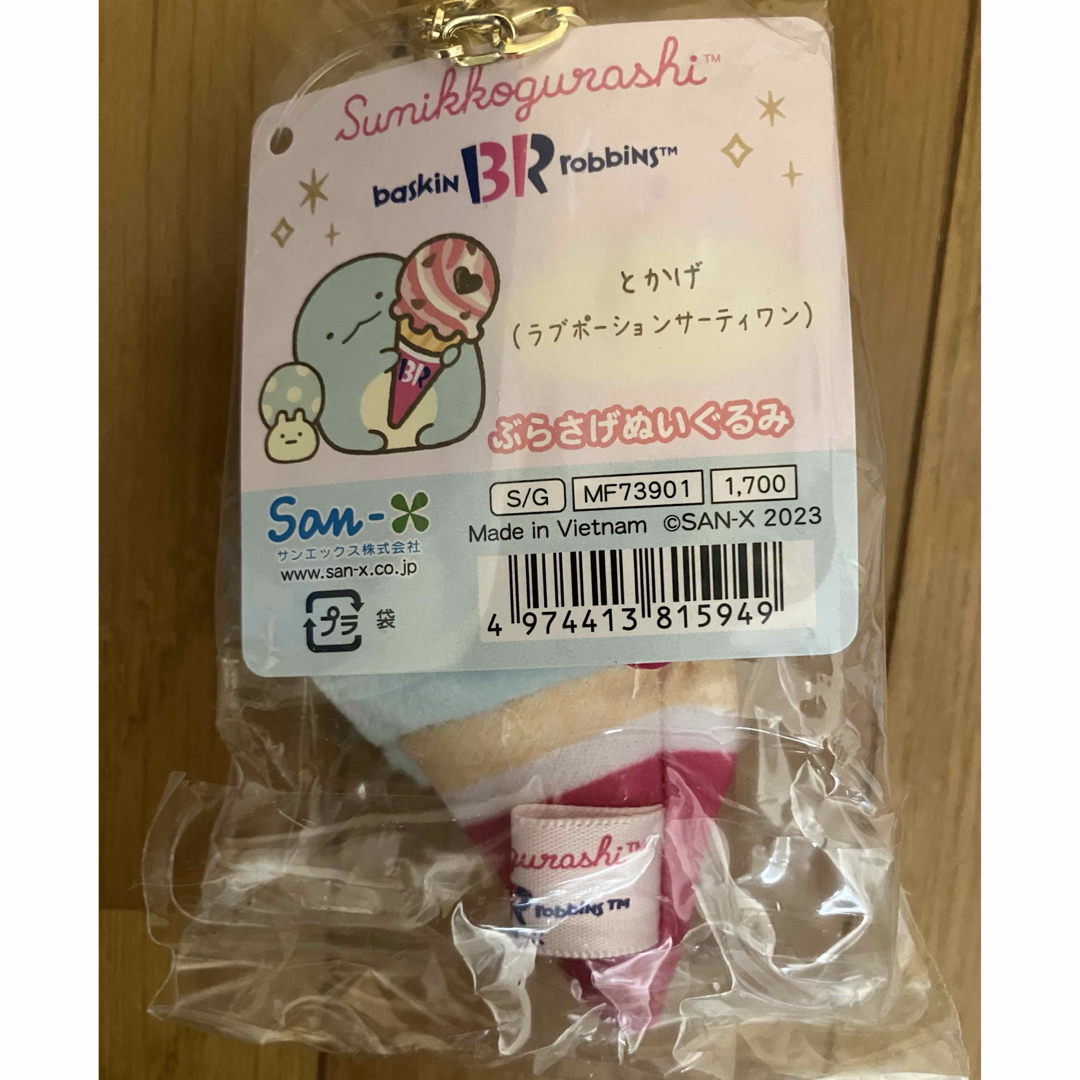 Sumikkogurashi™
baskin BR robbins™
とかげ
(ラブポーションサーティワン)
BR
ぶらさげぬいぐるみ
S/G MF73901 1,700
Made in Vietnam ©SAN-X 2023
San-X
サンエックス株式会社
www.san-x.co.jp
プラ 袋
4 974413 815949
gurashi™
robbins™